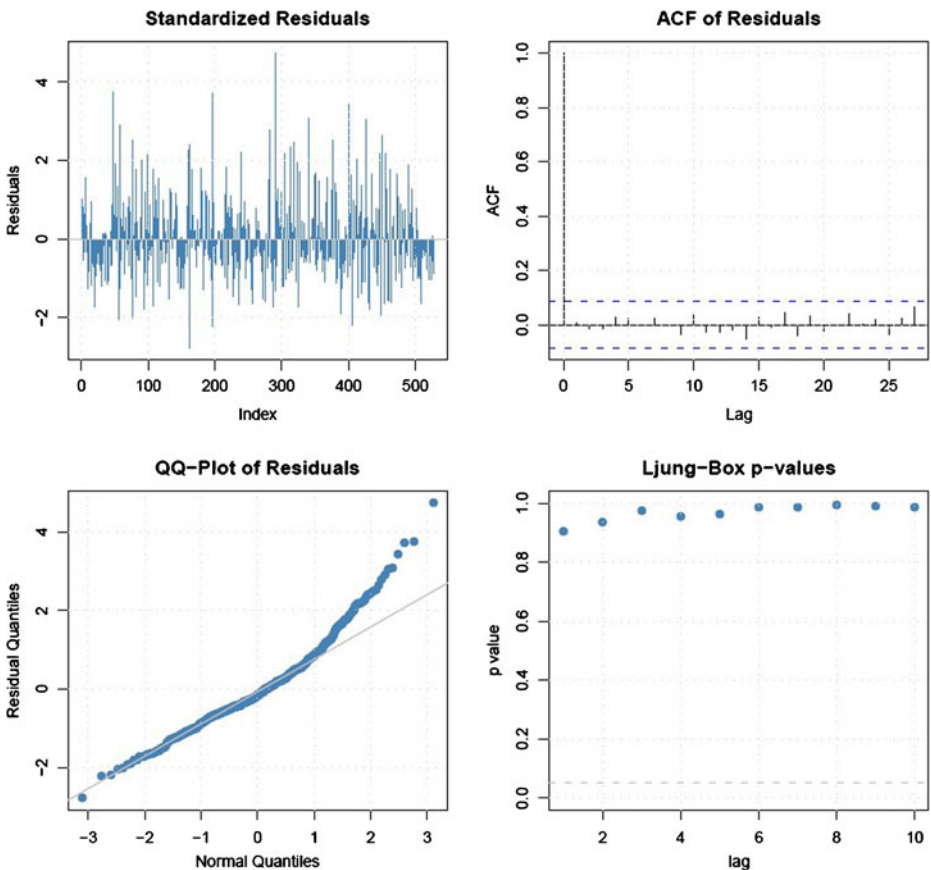 Standardized Residuals
Residuals
4
2
0
−2
0 100 200 300 400 500
Index
ACF of Residuals
ACF
1.0
0.8
0.6
0.4
0.2
0.0
0 5 10 15 20 25
Lag
QQ−Plot of Residuals
Residual Quantiles
4
2
0
−2
−3 −2 −1 0 1 2 3
Normal Quantiles
Ljung−Box p−values
p value
1.0
0.8
0.6
0.4
0.2
0.0
2 4 6 8 10
lag